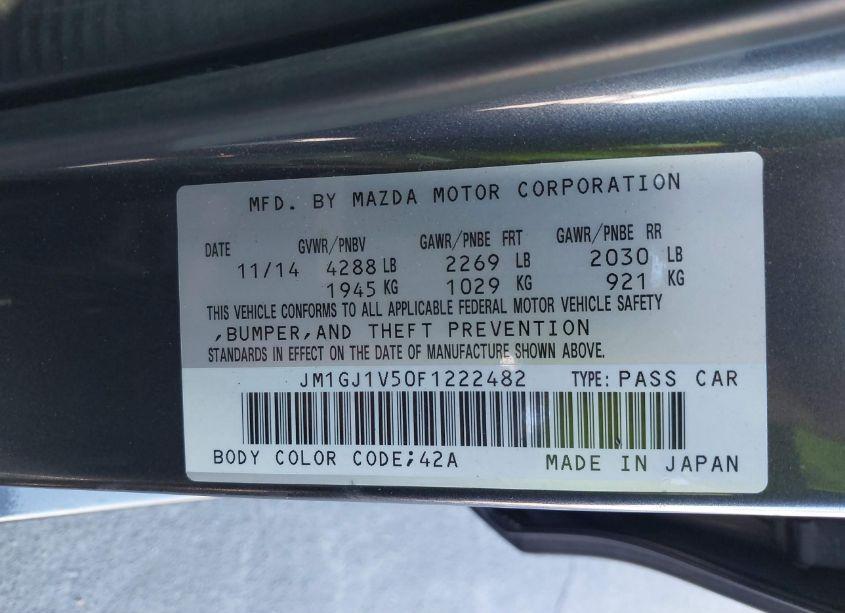 MFD. BY MAZDA MOTOR CORPORATION
DATE GVWR/PNBV GAWR/PNBE FRT GAWR/PNBE RR
11/14 4288 LB 2269 LB 2030 LB
1945 KG 1029 KG 921 KG
THIS VEHICLE CONFORMS TO ALL APPLICABLE FEDERAL MOTOR VEHICLE SAFETY
,BUMPER,AND THEFT PREVENTION
STANDARDS IN EFFECT ON THE DATE OF MANUFACTURE SHOWN ABOVE.
JM1GJ1V50F1222482 TYPE: PASS CAR
BODY COLOR CODE;42A MADE IN JAPAN